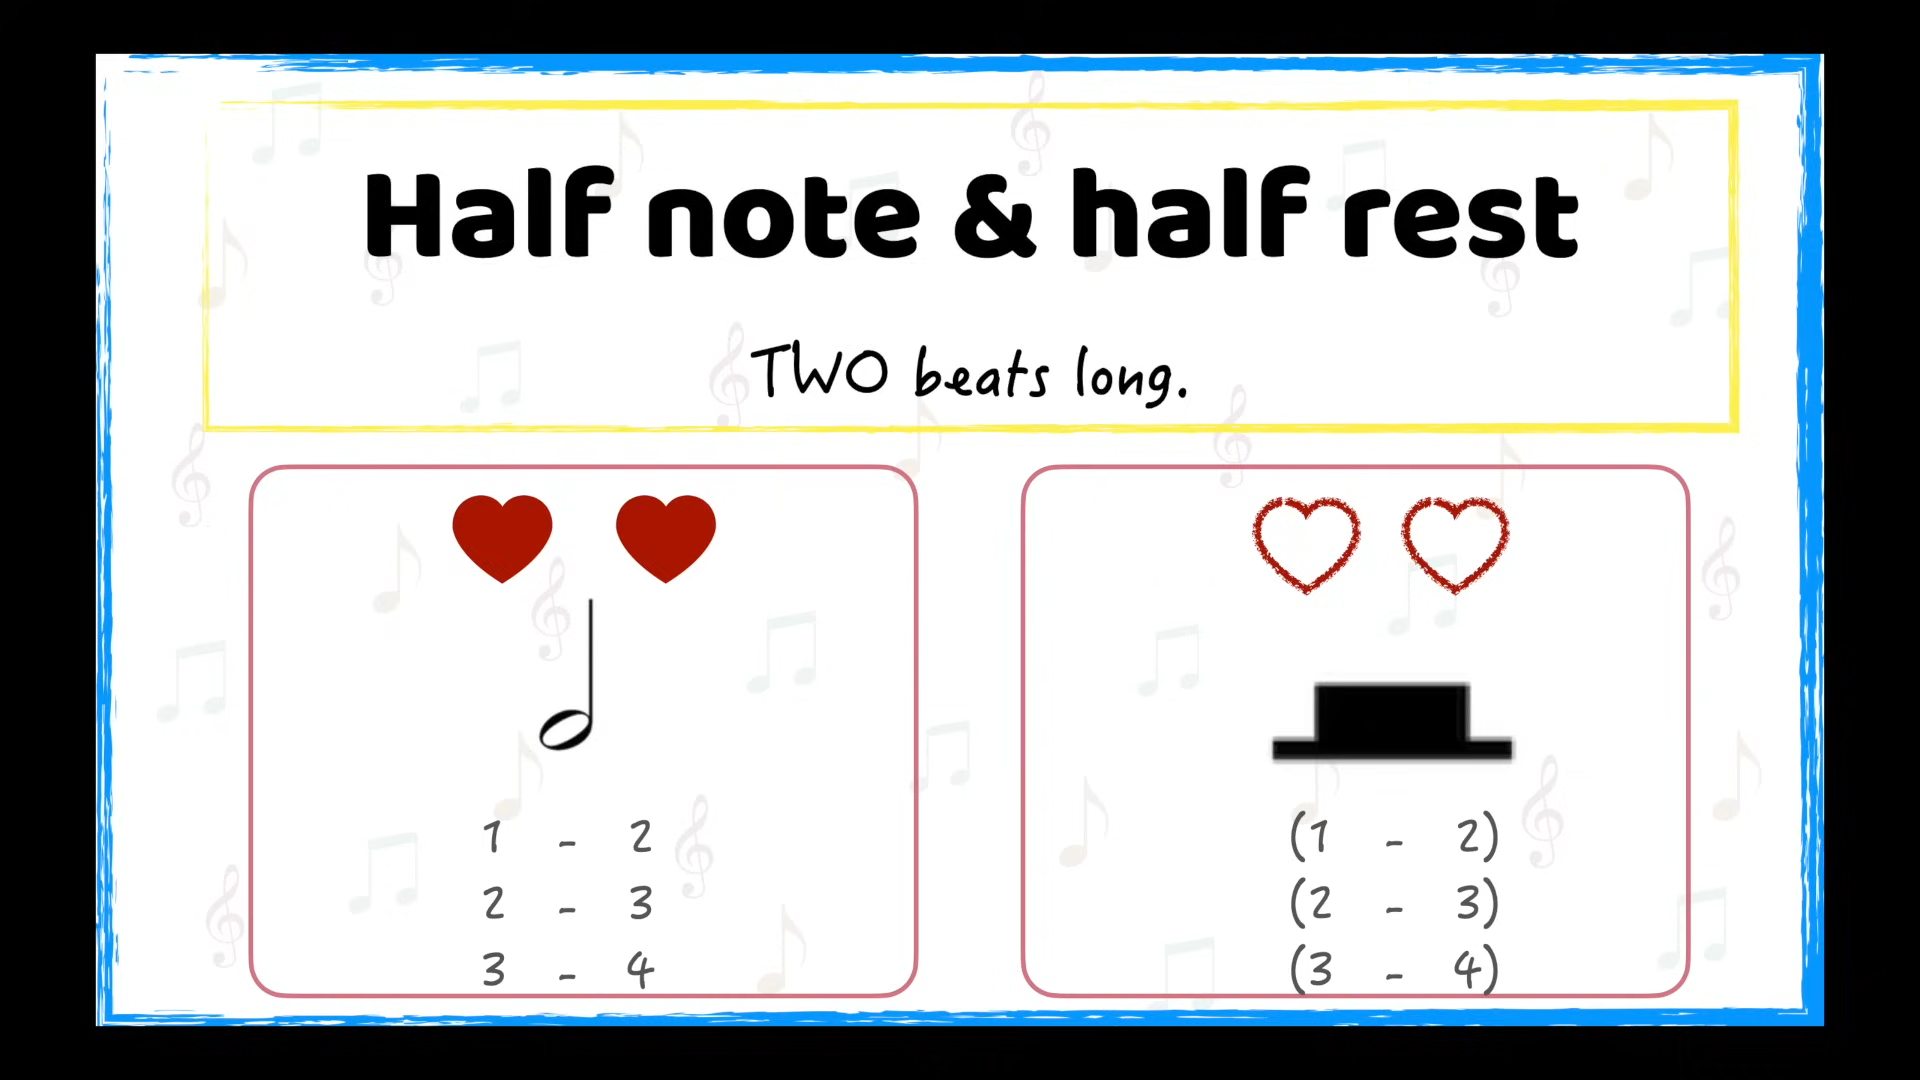 Half note & half rest
TWO beats long.
1 - 2
2 - 3
3 - 4
(1 - 2)
(2 - 3)
(3 - 4)